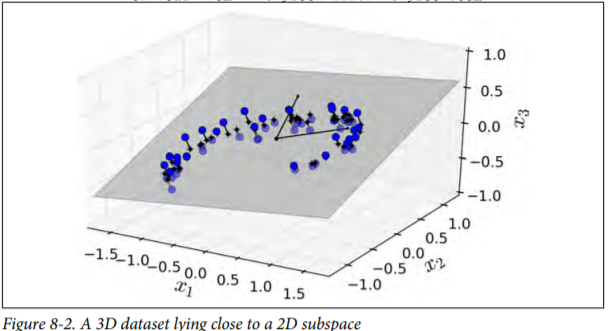 1.0
0.5
0.0
−0.5
−1.0
x₃
−1.5 −1.0 −0.5 0.0 0.5 1.0 1.5
x₁
−1.0 −0.5 0.0 0.5 1.0
x₂
Figure 8-2. A 3D dataset lying close to a 2D subspace